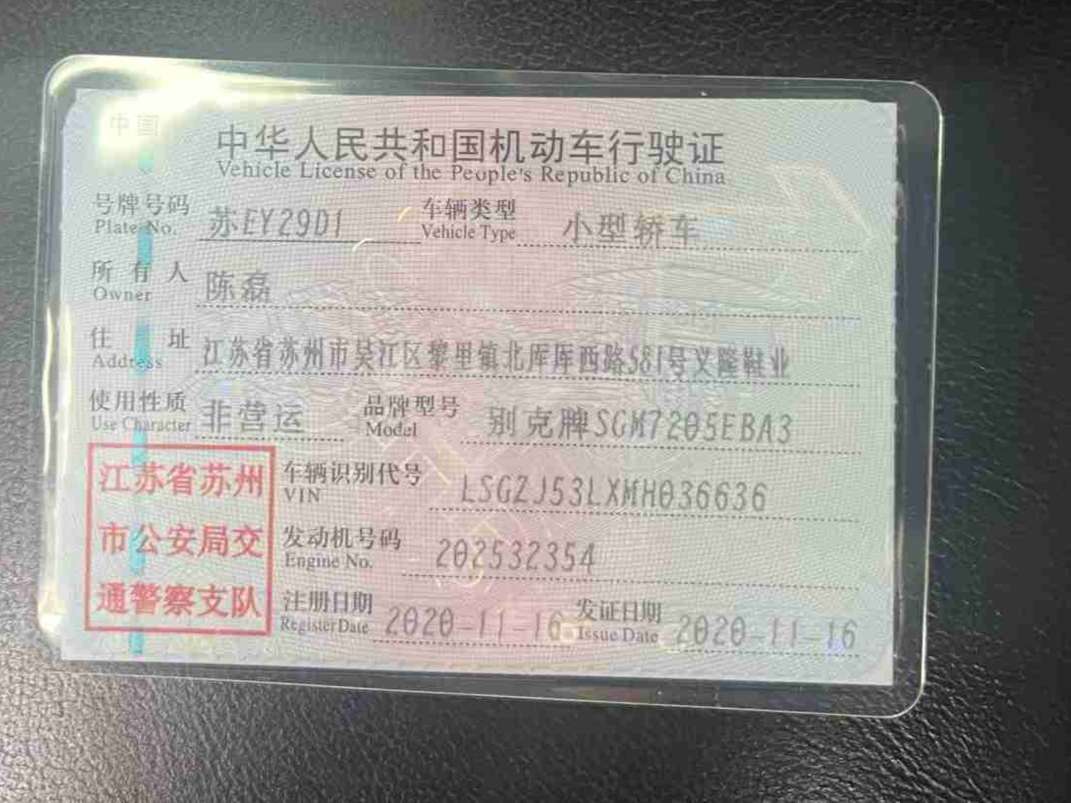 中国
中华人民共和国机动车行驶证
Vehicle License of the People's Republic of China
号牌号码 苏EY29D1 车辆类型 小型轿车
Plate No. Vehicle Type
所有人 陈磊
Owner
住址 江苏省苏州市吴江区黎里镇北厍厍西路581号义隆鞋业
Address
使用性质 非营运 品牌型号 别克牌SGM7205EBA3
Use Character Model
江苏省苏州 车辆识别代号 LSGZJ53LXMH036636
VIN
市公安局交 发动机号码 202532354
Engine No.
通警察支队 注册日期 2020-11-16 发证日期 2020-11-16
Register Date Issue Date